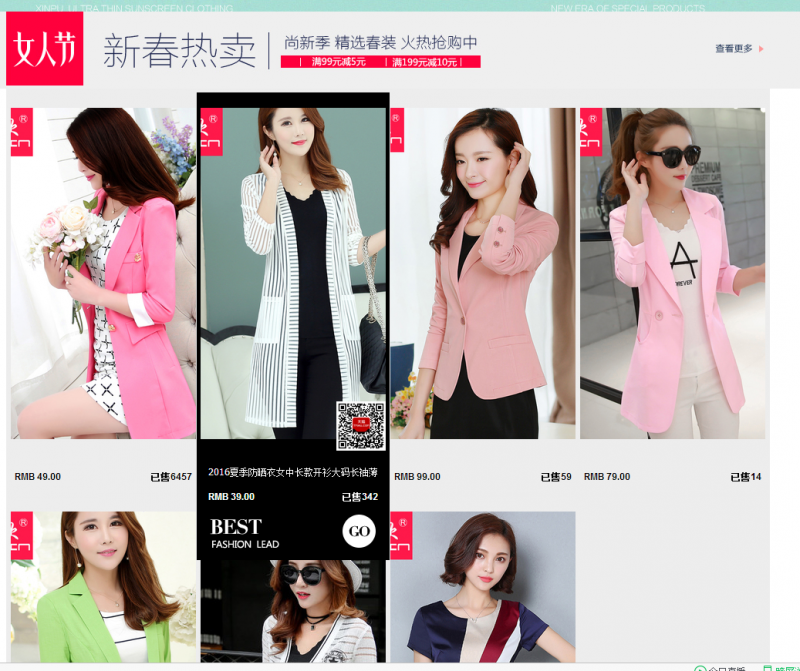 XINPU, ULTRA THIN SUNSCREEN CLOTHING
NEW ERA OF SPECIAL PRODUCTS
女人节
新春热卖
尚新季 精选春装 火热抢购中
满99元减5元
满199元减10元
查看更多
®
®
®
®
A
FOREVER
RMB 49.00 已售6457
2016夏季防晒衣女中长款开衫大码长袖薄
RMB 39.00 已售342
RMB 99.00 已售59
RMB 79.00 已售14
BEST
FASHION LEAD
GO
®
®